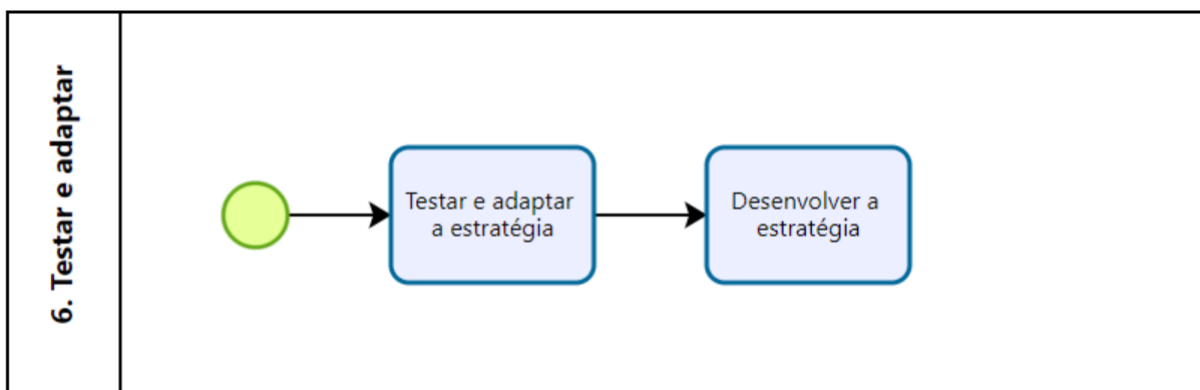 6. Testar e adaptar
Testar e adaptar
a estratégia
Desenvolver a
estratégia